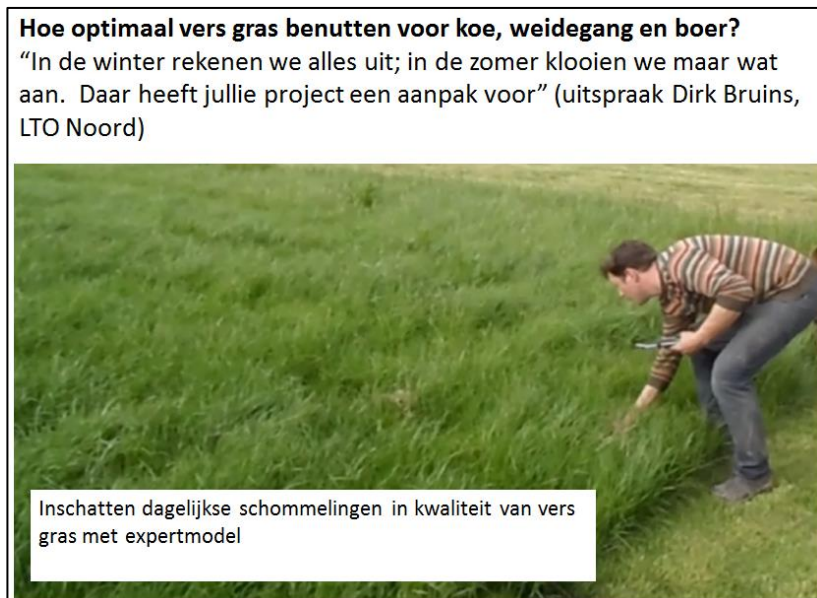 Hoe optimaal vers gras benutten voor koe, weidegang en boer?
“In de winter rekenen we alles uit; in de zomer klooien we maar wat
aan.  Daar heeft jullie project een aanpak voor” (uitspraak Dirk Bruins,
LTO Noord)
Inschatten dagelijkse schommelingen in kwaliteit van vers
gras met expertmodel